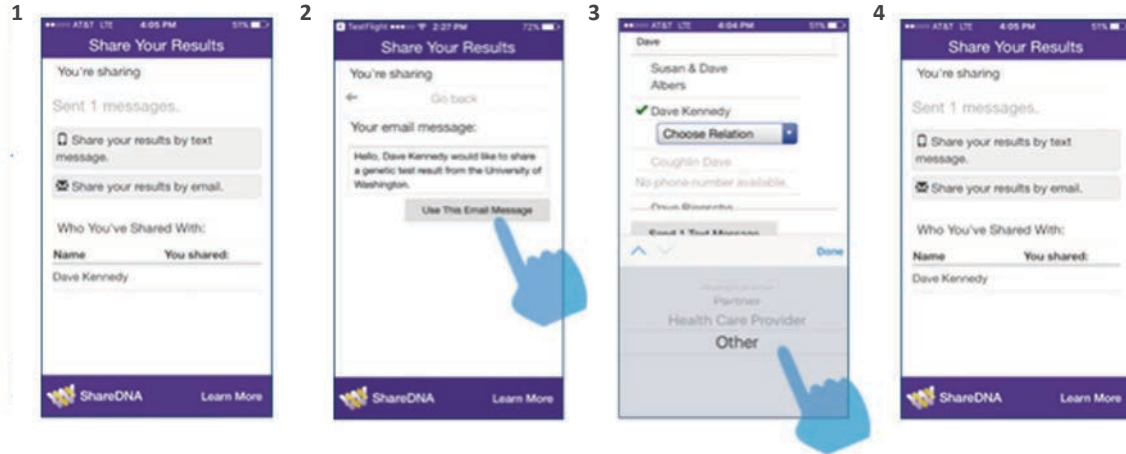 1
AT&T LTE 4:05 PM 51%
Share Your Results
You're sharing
Sent 1 messages.
Share your results by text
message.
Share your results by email.
Who You've Shared With:
Name You shared:
Dave Kennedy
ShareDNA Learn More
2
TestFlight 2:27 PM 72%
Share Your Results
You're sharing
Go back
Your email message:
Hello, Dave Kennedy would like to share
a genetic test result from the University of
Washington.
Use This Email Message
ShareDNA Learn More
3
AT&T LTE 4:04 PM 51%
Dave
Susan & Dave
Albers
Dave Kennedy
Choose Relation
Coughlin Dave
No phone number available.
Dave
Send 1 Text Message
Done
Partner
Health Care Provider
Other
4
AT&T LTE 4:05 PM 51%
Share Your Results
You're sharing
Sent 1 messages.
Share your results by text
message.
Share your results by email.
Who You've Shared With:
Name You shared:
Dave Kennedy
ShareDNA Learn More